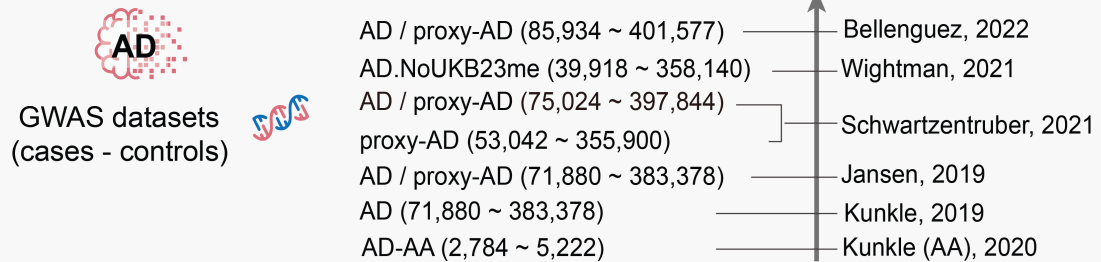 AD
GWAS datasets
(cases - controls)
AD / proxy-AD (85,934 ~ 401,577) Bellenguez, 2022
AD.NoUKB23me (39,918 ~ 358,140) Wightman, 2021
AD / proxy-AD (75,024 ~ 397,844)
Schwartzentruber, 2021
proxy-AD (53,042 ~ 355,900)
AD / proxy-AD (71,880 ~ 383,378) Jansen, 2019
AD (71,880 ~ 383,378) Kunkle, 2019
AD-AA (2,784 ~ 5,222) Kunkle (AA), 2020